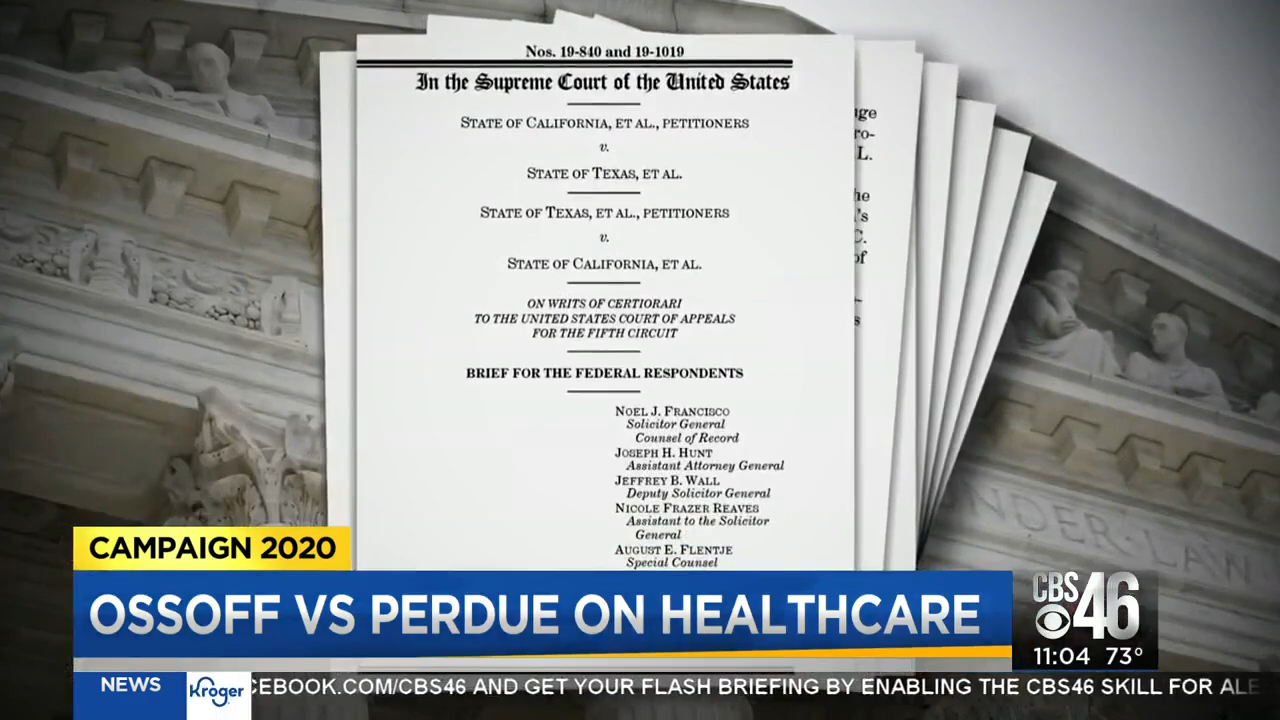 Nos. 19-840 and 19-1019
In the Supreme Court of the United States
STATE OF CALIFORNIA, ET AL., PETITIONERS
v.
STATE OF TEXAS, ET AL.
STATE OF TEXAS, ET AL., PETITIONERS
v.
STATE OF CALIFORNIA, ET AL.
ON WRITS OF CERTIORARI
TO THE UNITED STATES COURT OF APPEALS
FOR THE FIFTH CIRCUIT
BRIEF FOR THE FEDERAL RESPONDENTS
NOEL J. FRANCISCO
Solicitor General
Counsel of Record
JOSEPH H. HUNT
Assistant Attorney General
JEFFREY B. WALL
Deputy Solicitor General
NICOLE FRAZER REAVES
Assistant to the Solicitor
General
AUGUST E. FLENTJE
Special Counsel
CAMPAIGN 2020
OSSOFF VS PERDUE ON HEALTHCARE
CBS 46
11:04 73°
NEWS Kroger CEBOOK.COM/CBS46 AND GET YOUR FLASH BRIEFING BY ENABLING THE CBS46 SKILL FOR ALE